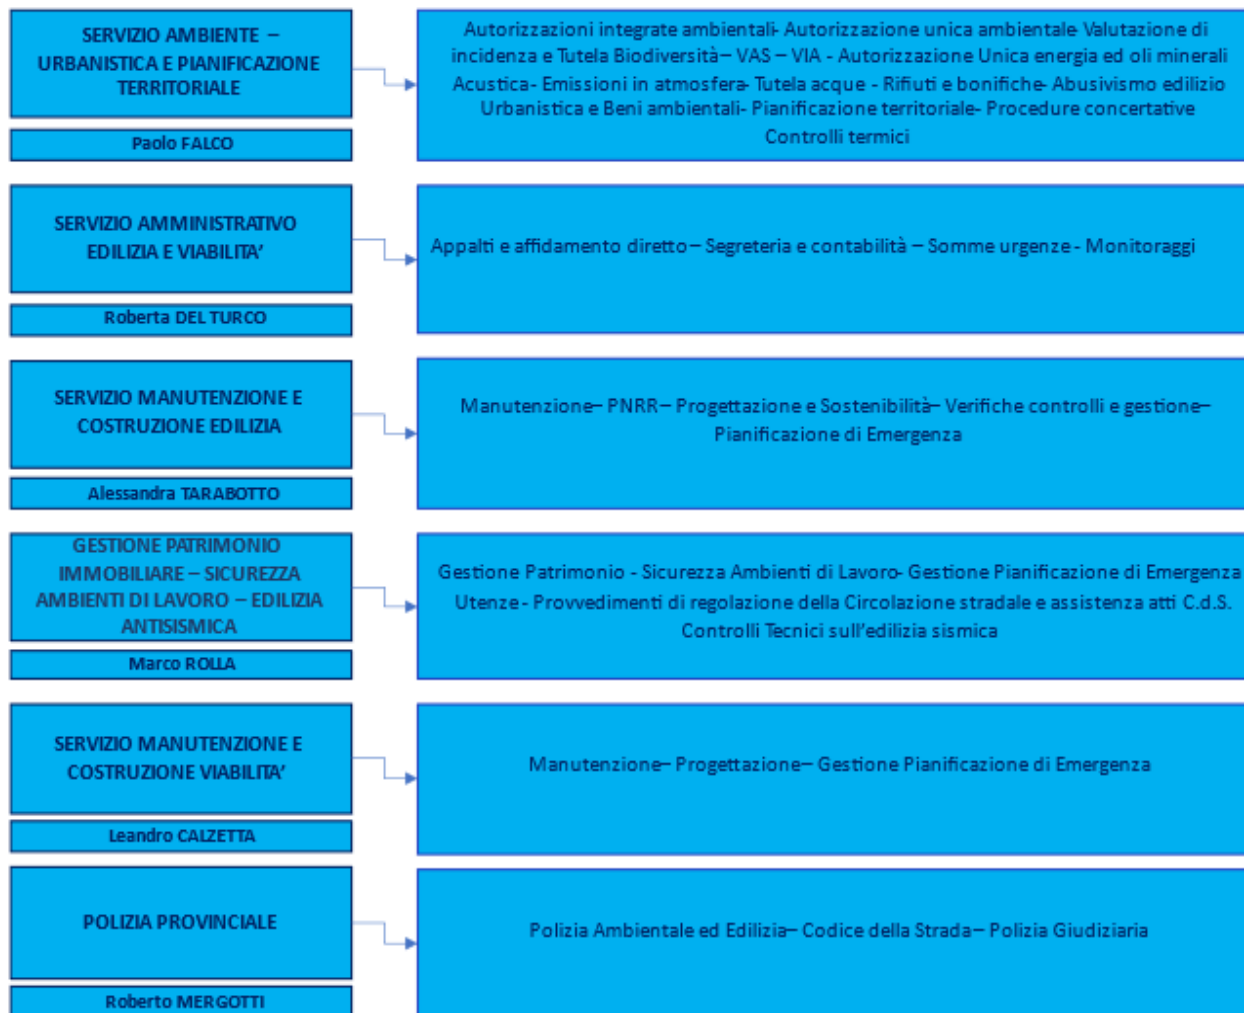 SERVIZIO AMBIENTE –
URBANISTICA E PIANIFICAZIONE
TERRITORIALE
Paolo FALCO
Autorizzazioni integrate ambientali- Autorizzazione unica ambientale- Valutazione di
incidenza e Tutela Biodiversità– VAS – VIA - Autorizzazione Unica energia ed oli minerali
Acustica- Emissioni in atmosfera- Tutela acque - Rifiuti e bonifiche- Abusivismo edilizio
Urbanistica e Beni ambientali- Pianificazione territoriale- Procedure concertative
Controlli termici
SERVIZIO AMMINISTRATIVO
EDILIZIA E VIABILITA’
Roberta DEL TURCO
Appalti e affidamento diretto – Segreteria e contabilità – Somme urgenze - Monitoraggi
SERVIZIO MANUTENZIONE E
COSTRUZIONE EDILIZIA
Alessandra TARABOTTO
Manutenzione– PNRR– Progettazione e Sostenibilità– Verifiche controlli e gestione–
Pianificazione di Emergenza
GESTIONE PATRIMONIO
IMMOBILIARE – SICUREZZA
AMBIENTI DI LAVORO – EDILIZIA
ANTISISMICA
Marco ROLLA
Gestione Patrimonio - Sicurezza Ambienti di Lavoro- Gestione Pianificazione di Emergenza
Utenze - Provvedimenti di regolazione della Circolazione stradale e assistenza atti C.d.S.
Controlli Tecnici sull’edilizia sismica
SERVIZIO MANUTENZIONE E
COSTRUZIONE VIABILITA’
Leandro CALZETTA
Manutenzione– Progettazione– Gestione Pianificazione di Emergenza
POLIZIA PROVINCIALE
Roberto MERGOTTI
Polizia Ambientale ed Edilizia– Codice della Strada – Polizia Giudiziaria